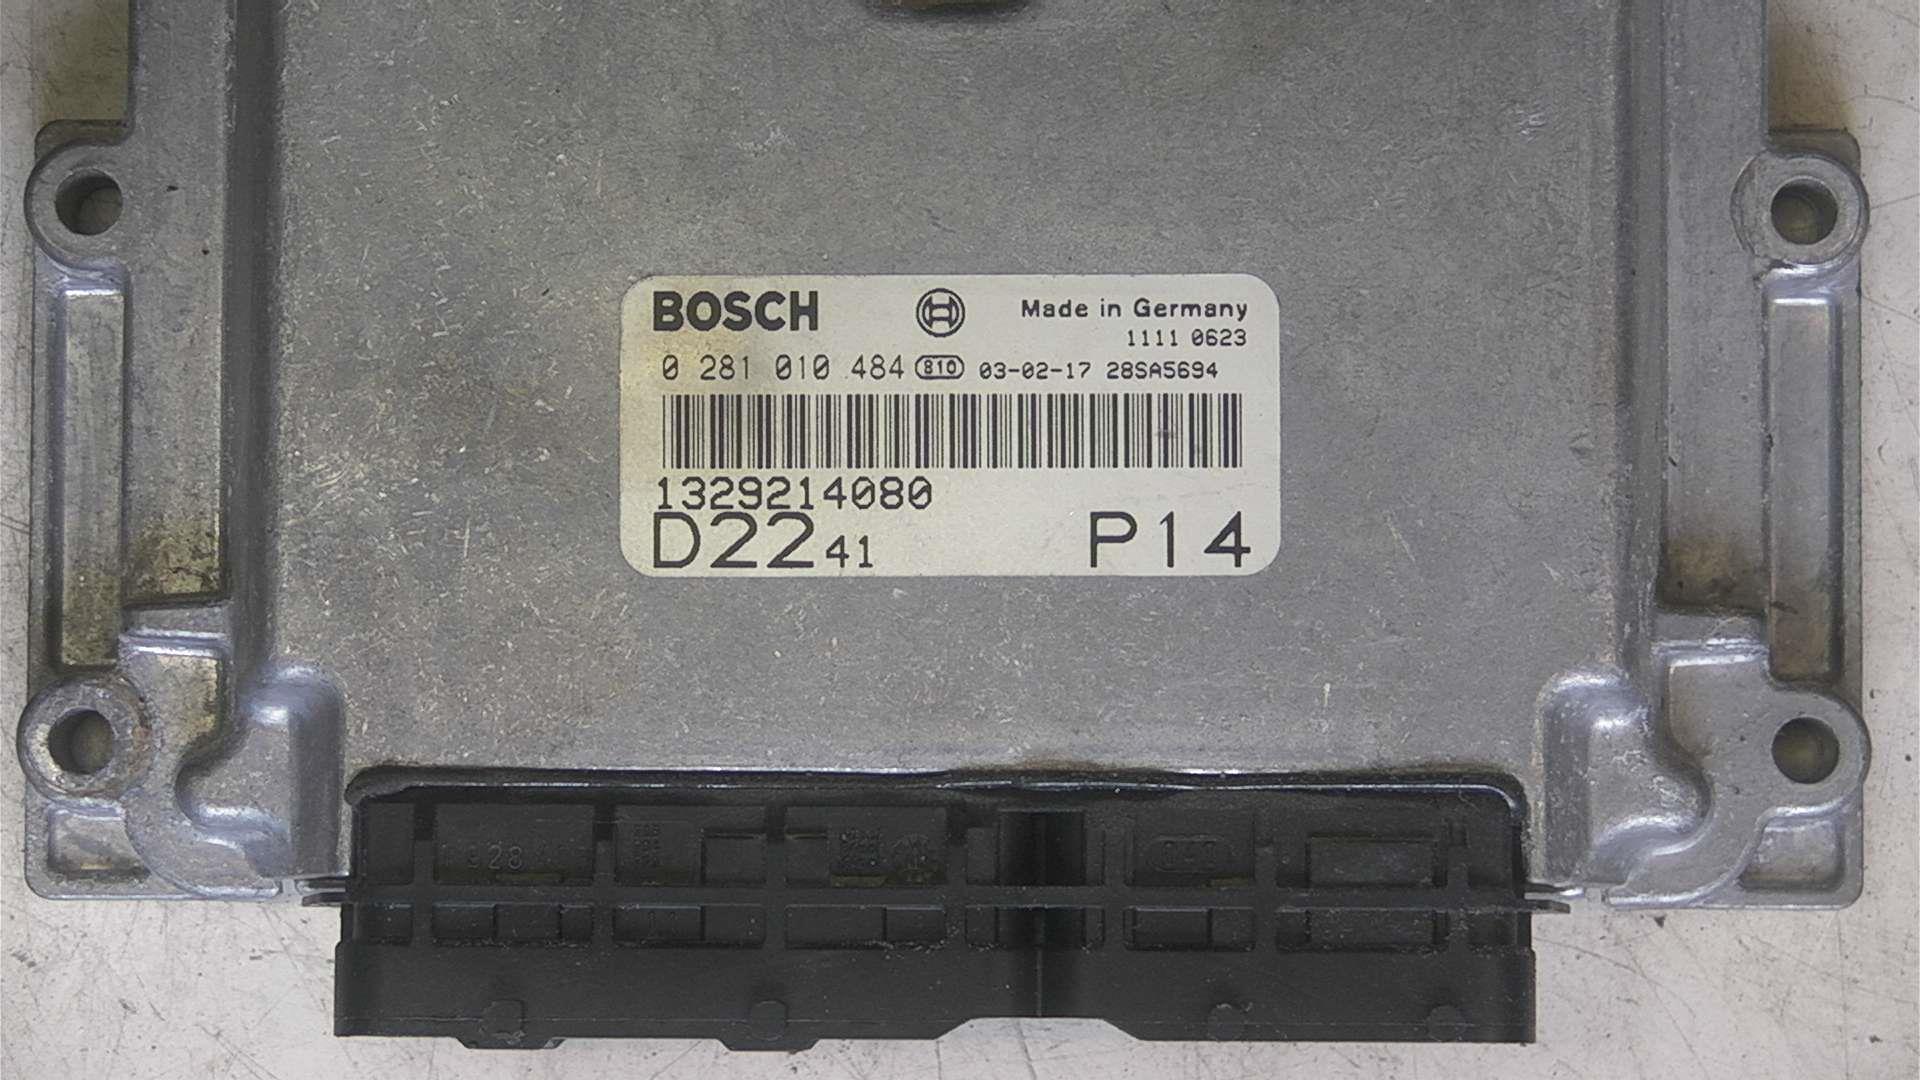 BOSCH Made in Germany
1111 0623
0 281 010 484 810 03-02-17 28SA5694
1329214080
D22 41 P14
28